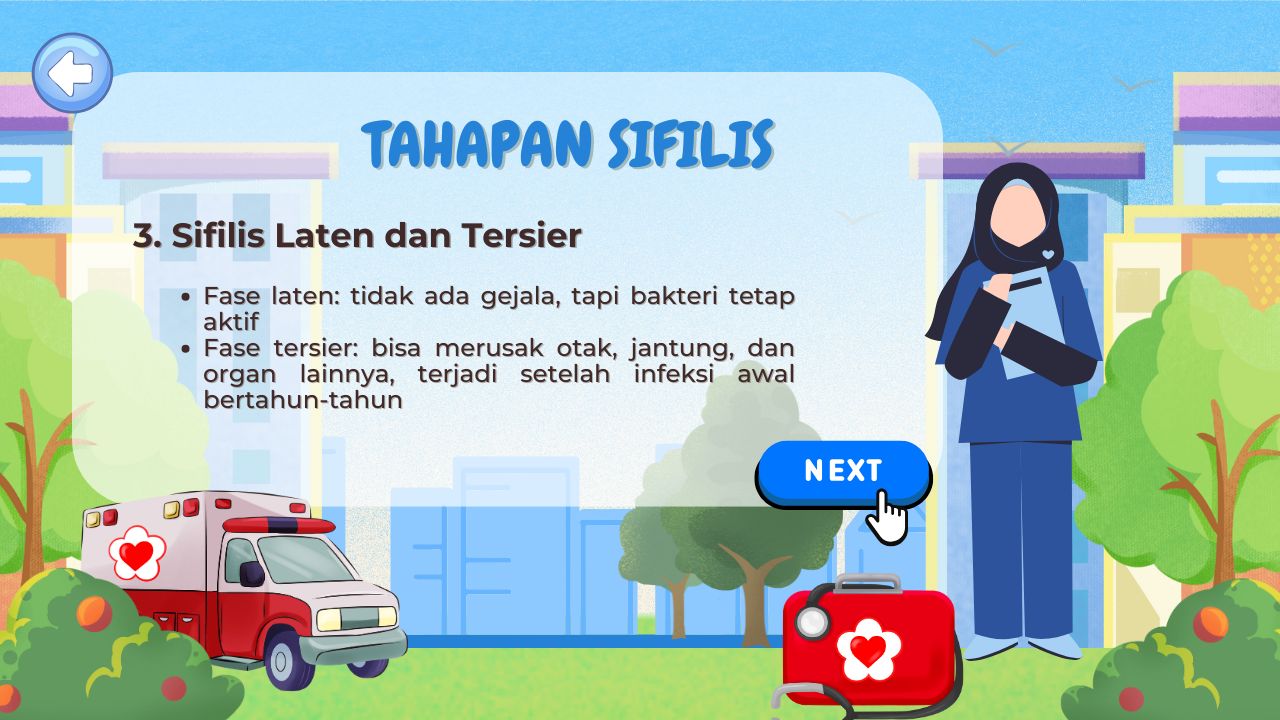 TAHAPAN SIFILIS
3. Sifilis Laten dan Tersier
• Fase laten: tidak ada gejala, tapi bakteri tetap
aktif
• Fase tersier: bisa merusak otak, jantung, dan
organ lainnya, terjadi setelah infeksi awal
bertahun-tahun
NEXT